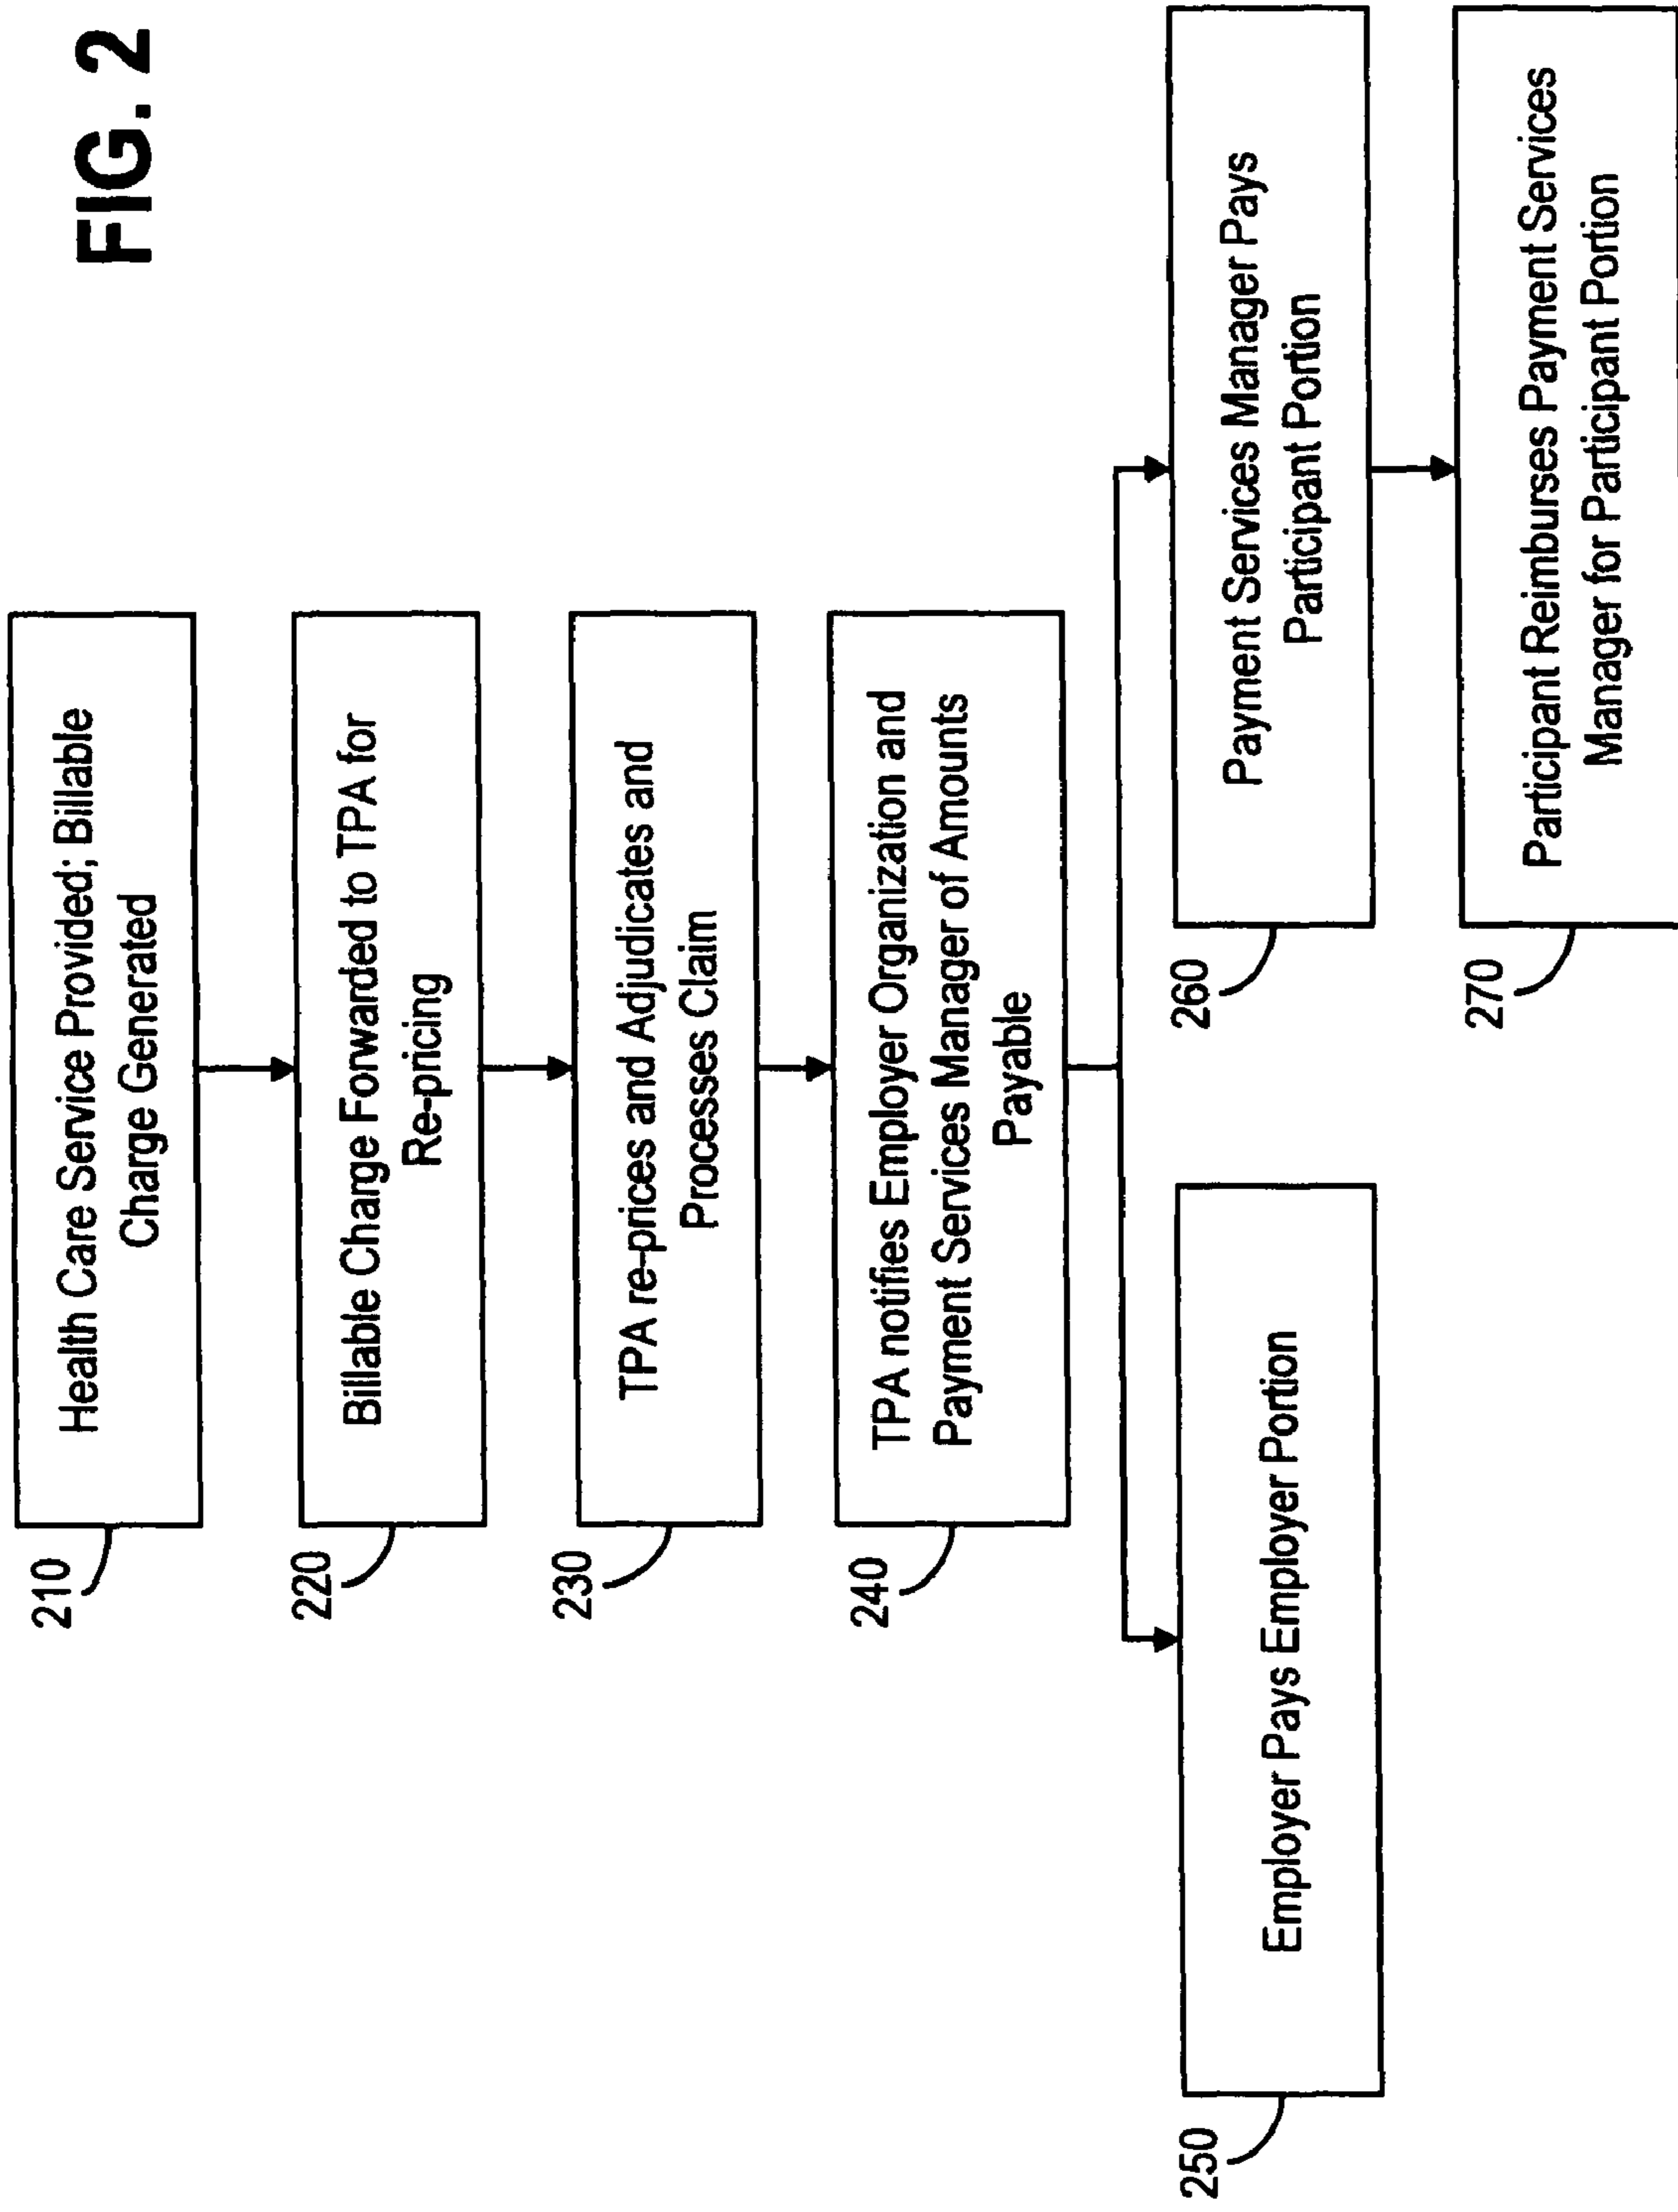 FIG. 2
210
Health Care Service Provided; Billable
Charge Generated
220
Billable Charge Forwarded to TPA for
Re-pricing
230
TPA re-prices and Adjudicates and
Processes Claim
240
TPA notifies Employer Organization and
Payment Services Manager of Amounts
Payable
250
Employer Pays Employer Portion
260
Payment Services Manager Pays
Participant Portion
270
Participant Reimburses Payment Services
Manager for Participant Portion